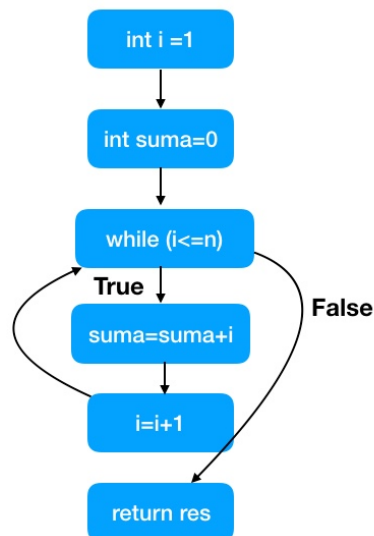 int i =1
int suma=0
while (i<=n)
True
False
suma=suma+i
i=i+1
return res